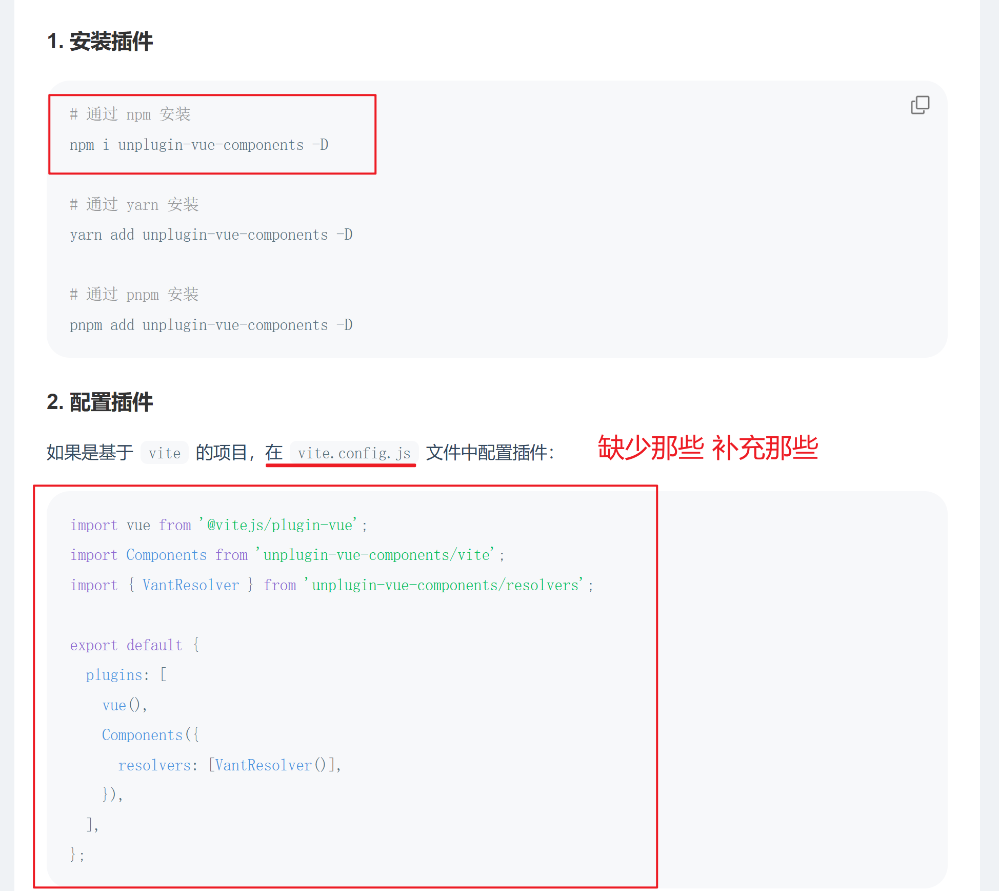 1. 安装插件
# 通过 npm 安装
npm i unplugin-vue-components -D
# 通过 yarn 安装
yarn add unplugin-vue-components -D
# 通过 pnpm 安装
pnpm add unplugin-vue-components -D
2. 配置插件
如果是基于 vite 的项目，在 vite.config.js 文件中配置插件： 缺少那些 补充那些
import vue from '@vitejs/plugin-vue';
import Components from 'unplugin-vue-components/vite';
import { VantResolver } from 'unplugin-vue-components/resolvers';
export default {
  plugins: [
    vue(),
    Components({
      resolvers: [VantResolver()],
    }),
  ],
};